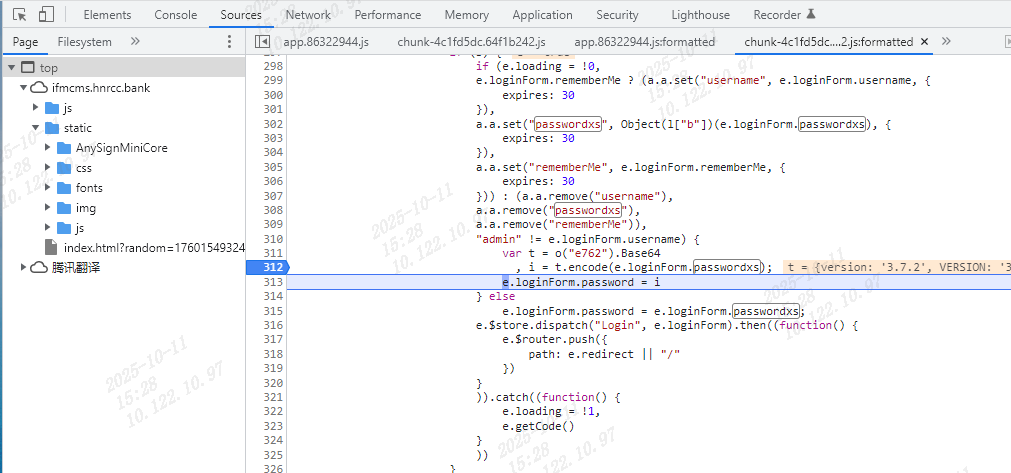 Elements Console Sources Network Performance Memory Application Security Lighthouse Recorder
Page Filesystem » app.86322944.js chunk-4c1fd5dc.64f1b242.js app.86322944.js:formatted chunk-4c1fd5dc....2.js:formatted × »
top
ifmcms.hnrcc.bank
js
static
AnySignMiniCore
css
fonts
img
js
index.html?random=17601549324
腾讯翻译
298 if (e.loading = !0,
299 e.loginForm.rememberMe ? (a.a.set("username", e.loginForm.username, {
300 expires: 30
301 }),
302 a.a.set("passwordxs", Object(l["b"])(e.loginForm.passwordxs), {
303 expires: 30
304 }),
305 a.a.set("rememberMe", e.loginForm.rememberMe, {
306 expires: 30
307 })) : (a.a.remove("username"),
308 a.a.remove("passwordxs"),
309 a.a.remove("rememberMe")),
310 "admin" != e.loginForm.username) {
311 var t = o("e762").Base64
312 , i = t.encode(e.loginForm.passwordxs); t = {version: '3.7.2', VERSION: '3
313 e.loginForm.password = i
314 } else
315 e.loginForm.password = e.loginForm.passwordxs;
316 e.$store.dispatch("Login", e.loginForm).then((function() {
317 e.$router.push({
318 path: e.redirect || "/"
319 })
320 }
321 )).catch((function() {
322 e.loading = !1,
323 e.getCode()
324 }
325 ))
326 }
2025-10-11
15:28
10.122.10.97